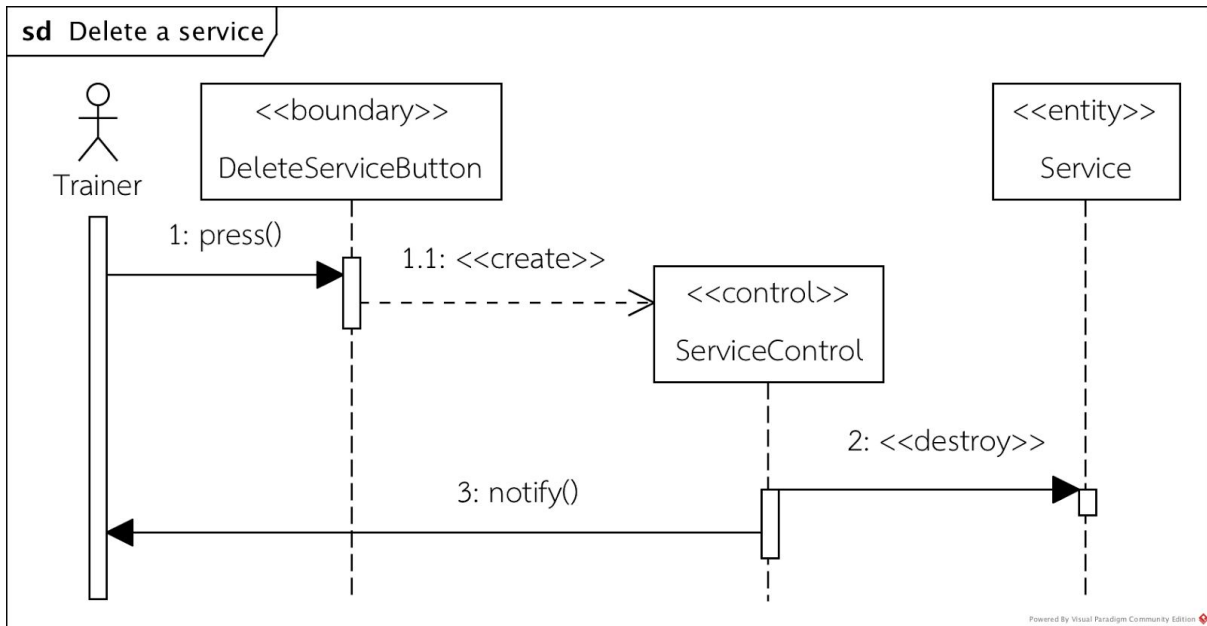 sd Delete a service
<<boundary>>
DeleteServiceButton
<<entity>>
Service
Trainer
1: press()
1.1: <<create>>
<<control>>
ServiceControl
2: <<destroy>>
3: notify()
Powered By Visual Paradigm Community Edition